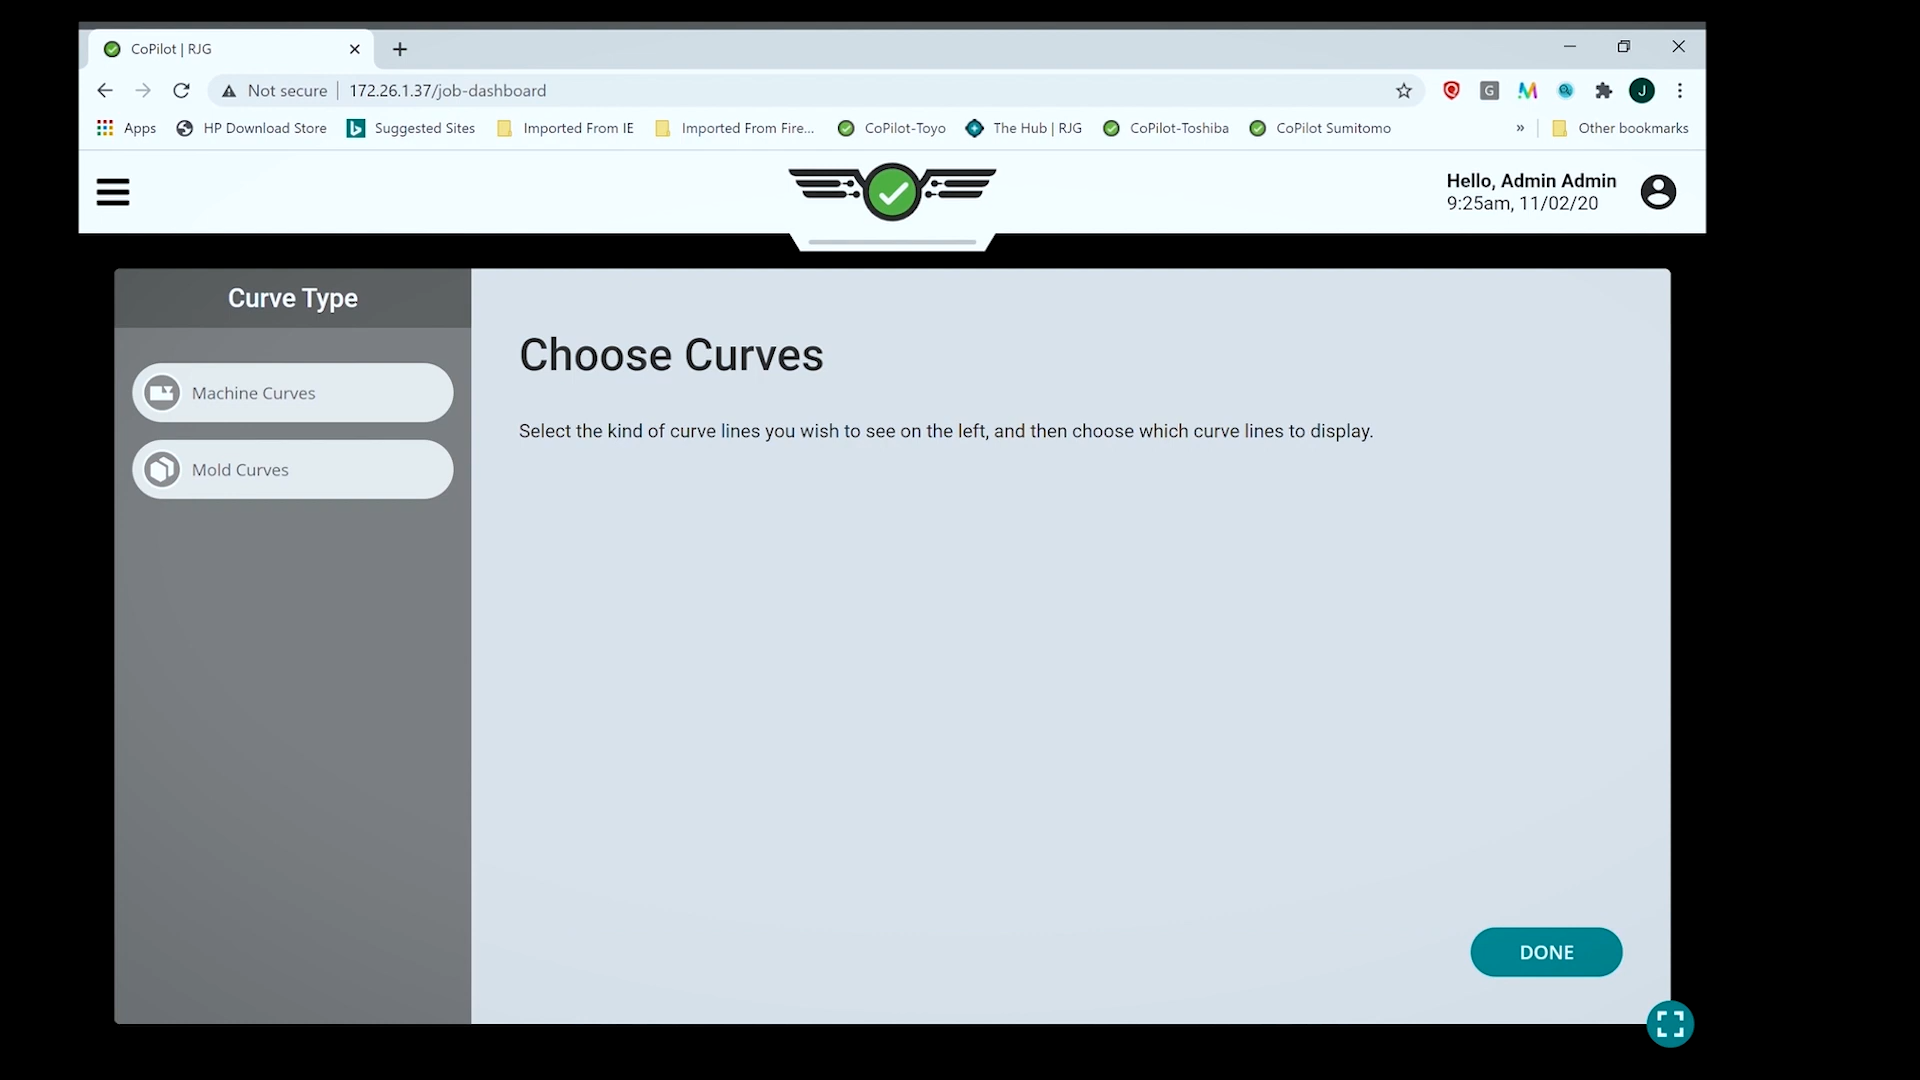 CoPilot | RJG
Not secure
172.26.1.37/job-dashboard
G
J
Apps
HP Download Store
Suggested Sites
Imported From IE
Imported From Fire...
CoPilot-Toyo
The Hub | RJG
CoPilot-Toshiba
CoPilot Sumitomo
»
Other bookmarks
Hello, Admin Admin
9:25am, 11/02/20
Curve Type
Machine Curves
Mold Curves
Choose Curves
Select the kind of curve lines you wish to see on the left, and then choose which curve lines to display.
DONE